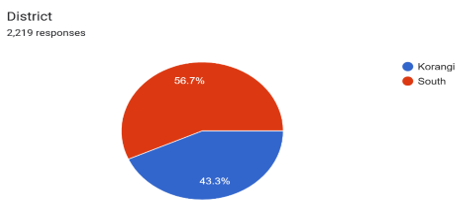 District
2,219 responses
56.7%
43.3%
Korangi
South